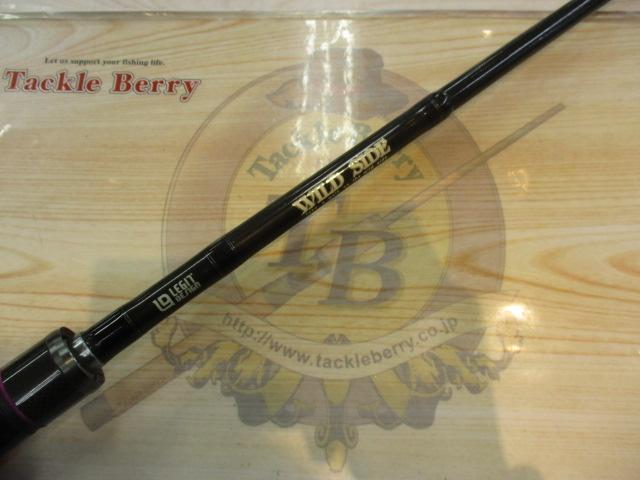 Let us support your fishing life.
Tackle Berry
Tackle Berry
TB
WILD SIDE
LEGIT
DESIGN
http://www.tackleberry.co.jp